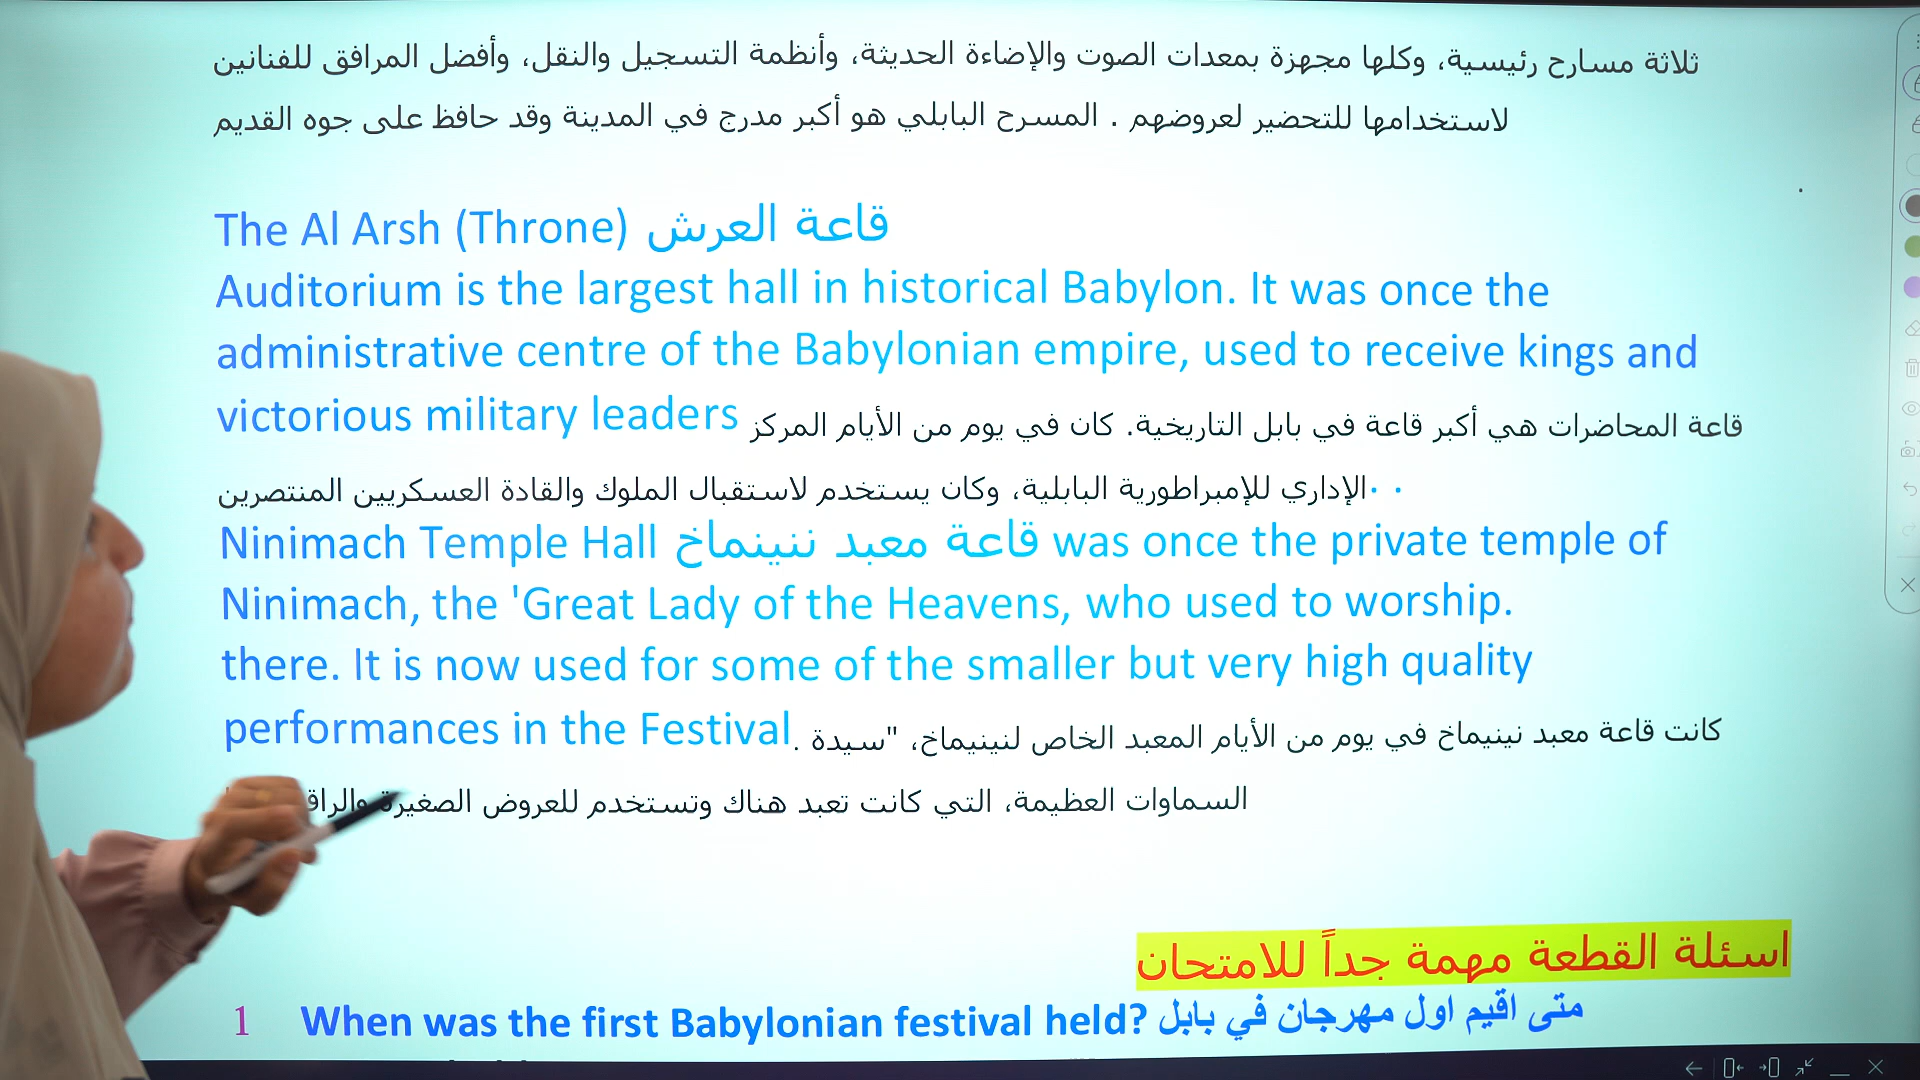 ثلاثة مسارح رئيسية، وكلها مجهزة بمعدات الصوت والإضاءة الحديثة، وأنظمة التسجيل والنقل، وأفضل المرافق للفنانين
لاستخدامها للتحضير لعروضهم . المسرح البابلي هو أكبر مدرج في المدينة وقد حافظ على جوه القديم
The Al Arsh (Throne) قاعة العرش
Auditorium is the largest hall in historical Babylon. It was once the
administrative centre of the Babylonian empire, used to receive kings and
victorious military leaders قاعة المحاضرات هي أكبر قاعة في بابل التاريخية. كان في يوم من الأيام المركز
الإداري للإمبراطورية البابلية، وكان يستخدم لاستقبال الملوك والقادة العسكريين المنتصرين
Ninimach Temple Hall قاعة معبد ننينماخ was once the private temple of
Ninimach, the 'Great Lady of the Heavens, who used to worship.
there. It is now used for some of the smaller but very high quality
performances in the Festival. كانت قاعة معبد نينيماخ في يوم من الأيام المعبد الخاص لنينيماخ، "سيدة
السماوات العظيمة، التي كانت تعبد هناك وتستخدم للعروض الصغيرة
اسئلة القطعة مهمة جداً للامتحان
1 When was the first Babylonian festival held? متى اقيم اول مهرجان في بابل